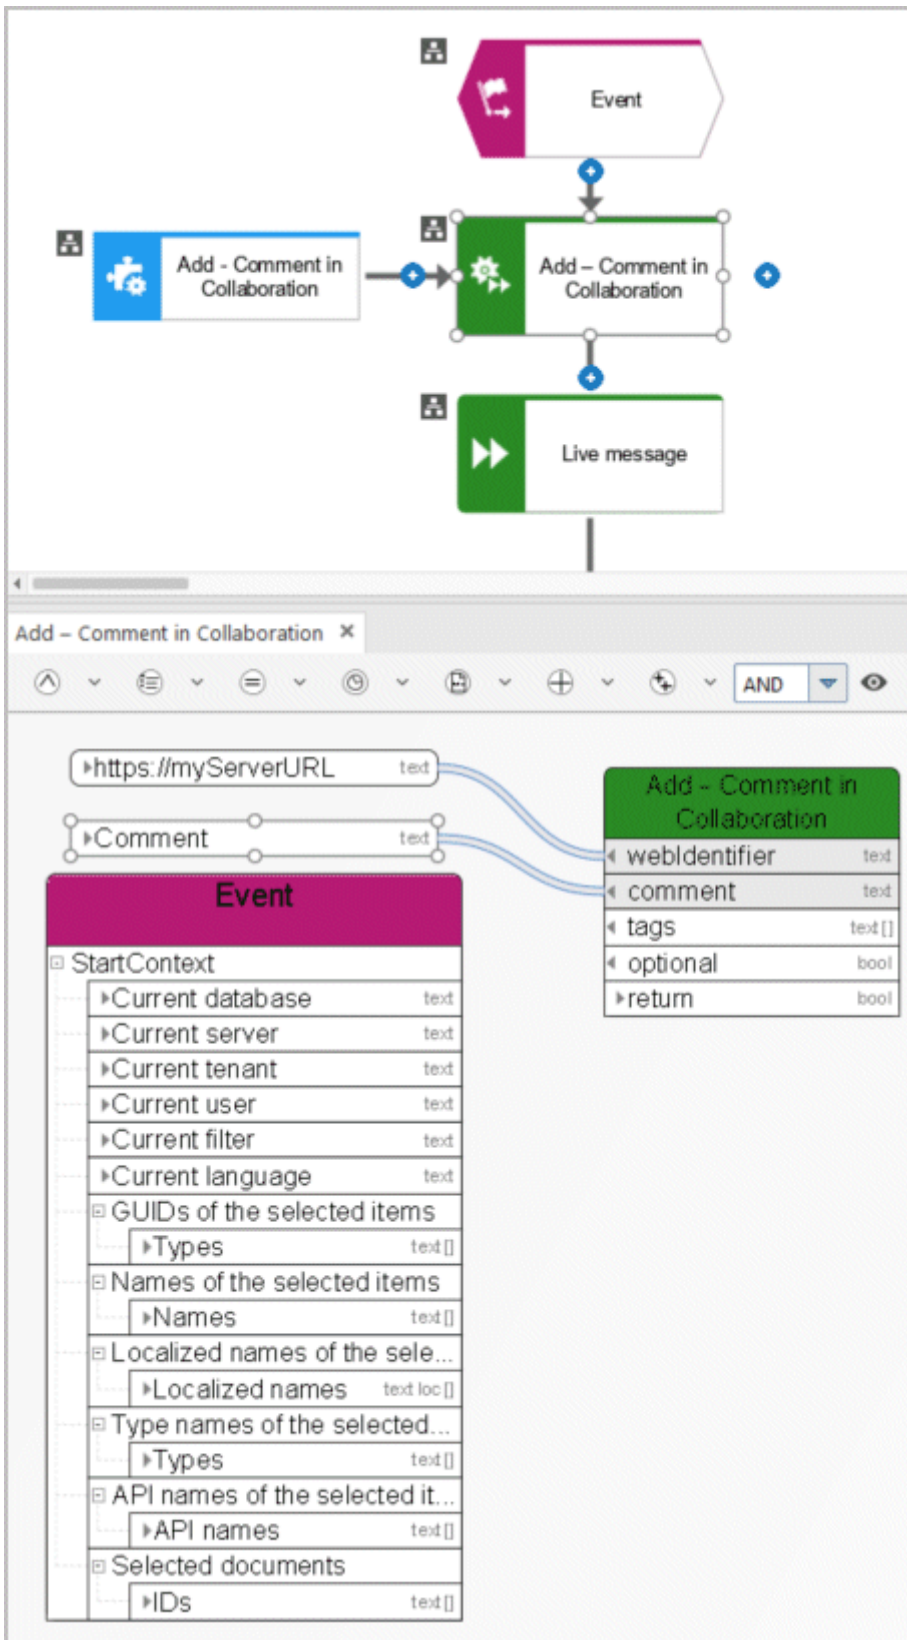 Event
Add - Comment in
Collaboration
Add – Comment in
Collaboration
Live message
Add – Comment in Collaboration ×
AND
https://myServerURL text
Comment text
Add – Comment in
Collaboration
webIdentifier text
comment text
tags text[]
optional bool
return bool
Event
StartContext
Current database text
Current server text
Current tenant text
Current user text
Current filter text
Current language text
GUIDs of the selected items
Types text[]
Names of the selected items
Names text[]
Localized names of the sele...
Localized names text loc[]
Type names of the selected...
Types text[]
API names of the selected it...
API names text[]
Selected documents
IDs text[]